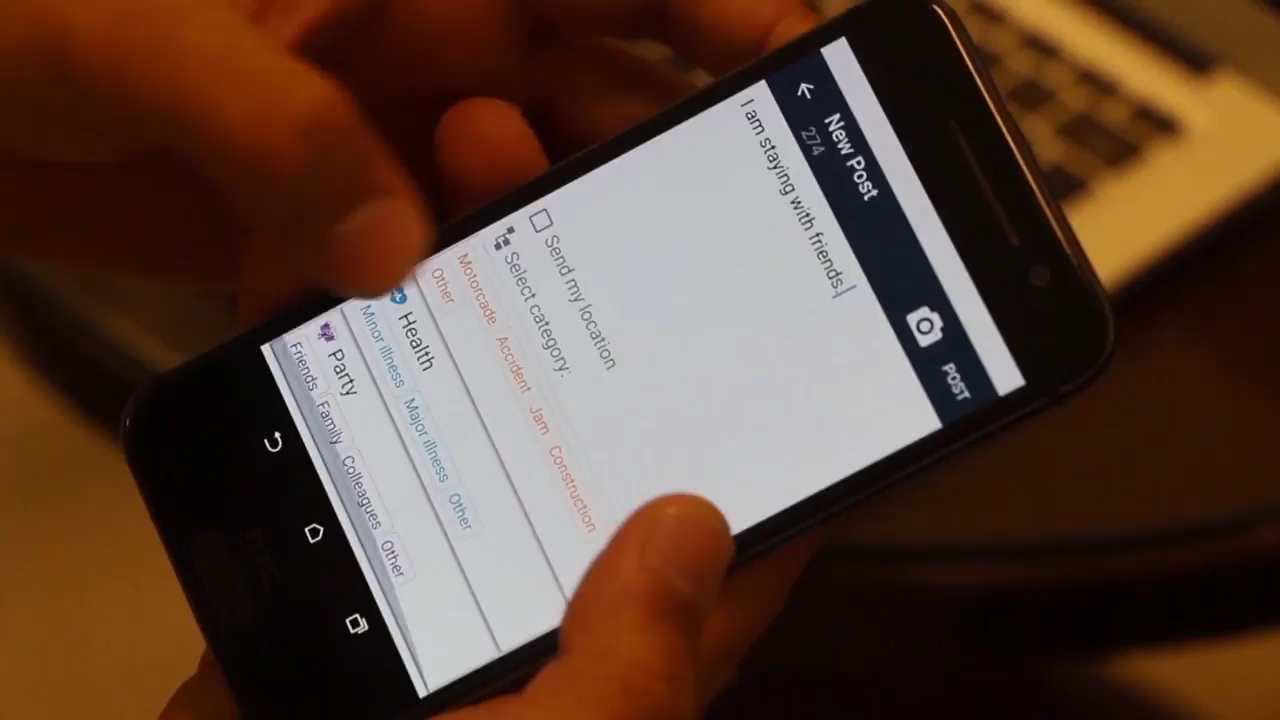 New Post
274
POST
I am staying with friends
Send my location
Select category:
Motorcade Accident Jam Construction
Other
Health
Minor illness Major illness Other
Party
Friends Family Colleagues Other